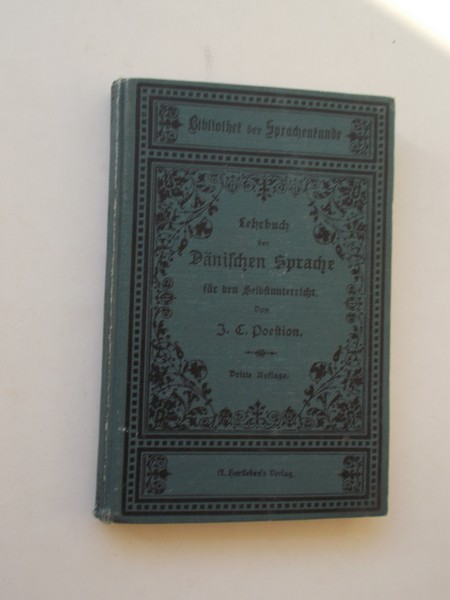 Bibliothek der Sprachenkunde
Lehrbuch
der
Dänischen Sprache
für den Selbstunterricht.
Von
J. C. Poestion.
Dritte Auflage.
A. Hartleben's Verlag.